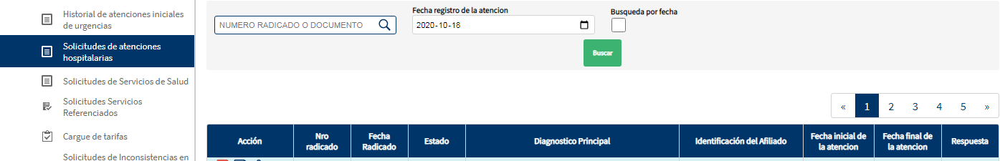 Historial de atenciones iniciales
de urgencias
Solicitudes de atenciones
hospitalarias
Solicitudes de Servicios de Salud
Solicitudes Servicios
Referenciados
Cargue de tarifas
Solicitudes de Inconsistencias en
Fecha registro de la atencion
Busqueda por fecha
NUMERO RADICADO O DOCUMENTO
2020-10-18
Buscar
« 1 2 3 4 5 »
Acción
Nro
radicado
Fecha
Radicado
Estado
Diagnostico Principal
Identificación del Afiliado
Fecha inicial de
la atencion
Fecha final de
la atencion
Respuesta